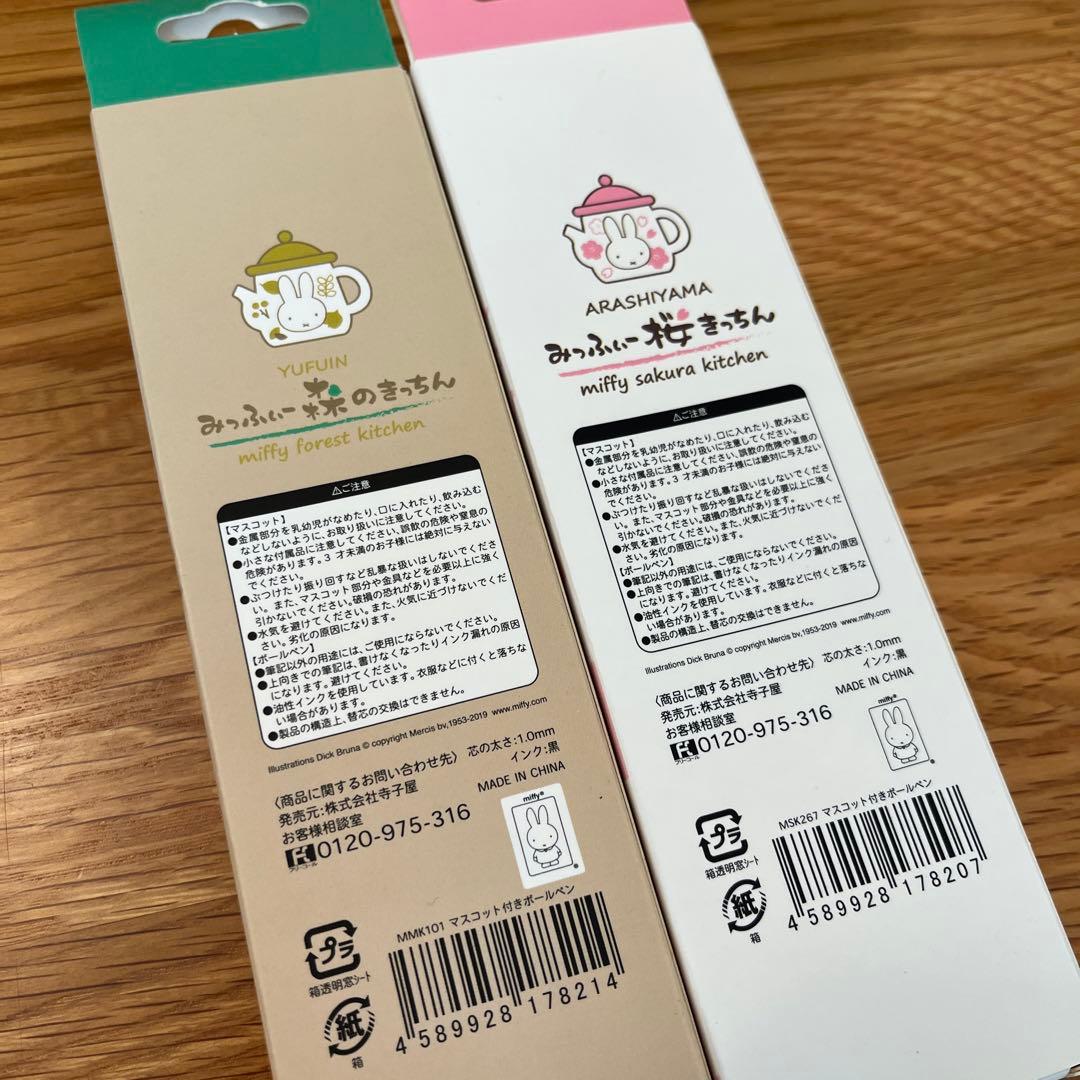 YUFUIN
みっふぃー森のきっちん
miffy forest kitchen
⚠ご注意
【マスコット】
●金属部分を乳幼児がなめたり、口に入れたり、飲み込む
などしないように、お取り扱いに注意してください。
●小さな付属品に注意してください。誤飲の危険や窒息の
危険があります。3才未満のお子様には絶対に与えない
でください。
●ぶつけたり振り回すなど乱暴な扱いはしないでくださ
い。また、マスコット部分や金具などを必要以上に強く
引かないでください。破損の恐れがあります。
●水気を避けてください。また、火気に近づけないでくだ
さい。劣化の原因になります。
【ボールペン】
●筆記以外の用途には、ご使用にならないでください。
●上向きでの筆記は、書けなくなったりインク漏れの原因
になります。避けてください。
●油性インクを使用しています。衣服などに付くと落ちな
い場合があります。
●製品の構造上、替芯の交換はできません。
Illustrations Dick Bruna © copyright Mercis bv,1953-2019 www.miffy.com
〈商品に関するお問い合わせ先〉 芯の太さ:1.0mm
発売元:株式会社寺子屋 インク:黒
お客様相談室 MADE IN CHINA
フリーコール 0120-975-316
miffy®
MMK101 マスコット付きボールペン
プラ
箱透明窓シート
紙
箱
4 589928 178214
ARASHIYAMA
みっふぃー桜きっちん
miffy sakura kitchen
⚠ご注意
【マスコット】
●金属部分を乳幼児がなめたり、口に入れたり、飲み込む
などしないように、お取り扱いに注意してください。
●小さな付属品に注意してください。誤飲の危険や窒息の
危険があります。3才未満のお子様には絶対に与えない
でください。
●ぶつけたり振り回すなど乱暴な扱いはしないでくださ
い。また、マスコット部分や金具などを必要以上に強く
引かないでください。破損の恐れがあります。
●水気を避けてください。また、火気に近づけないでくだ
さい。劣化の原因になります。
【ボールペン】
●筆記以外の用途には、ご使用にならないでください。
●上向きでの筆記は、書けなくなったりインク漏れの原因
になります。避けてください。
●油性インクを使用しています。衣服などに付くと落ちな
い場合があります。
●製品の構造上、替芯の交換はできません。
Illustrations Dick Bruna © copyright Mercis bv,1953-2019 www.miffy.com
〈商品に関するお問い合わせ先〉 芯の太さ:1.0mm
発売元:株式会社寺子屋 インク:黒
お客様相談室 MADE IN CHINA
フリーコール 0120-975-316
miffy®
MSK267 マスコット付きボールペン
プラ
箱透明窓シート
紙
箱
4 589928 178207